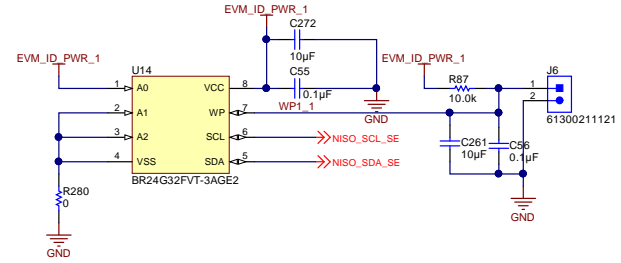 EVM_ID_PWR_1
C272
10µF
EVM_ID_PWR_1
EVM_ID_PWR_1
U14
C55
0.1µF
R87
10.0k
J6
1
A0
VCC
8
1
2
A1
WP
7
WP1_1
GND
2
61300211121
3
A2
SCL
6
NISO_SCL_SE
C261
10µF
C56
0.1µF
4
VSS
SDA
5
NISO_SDA_SE
BR24G32FVT-3AGE2
R280
0
GND
GND